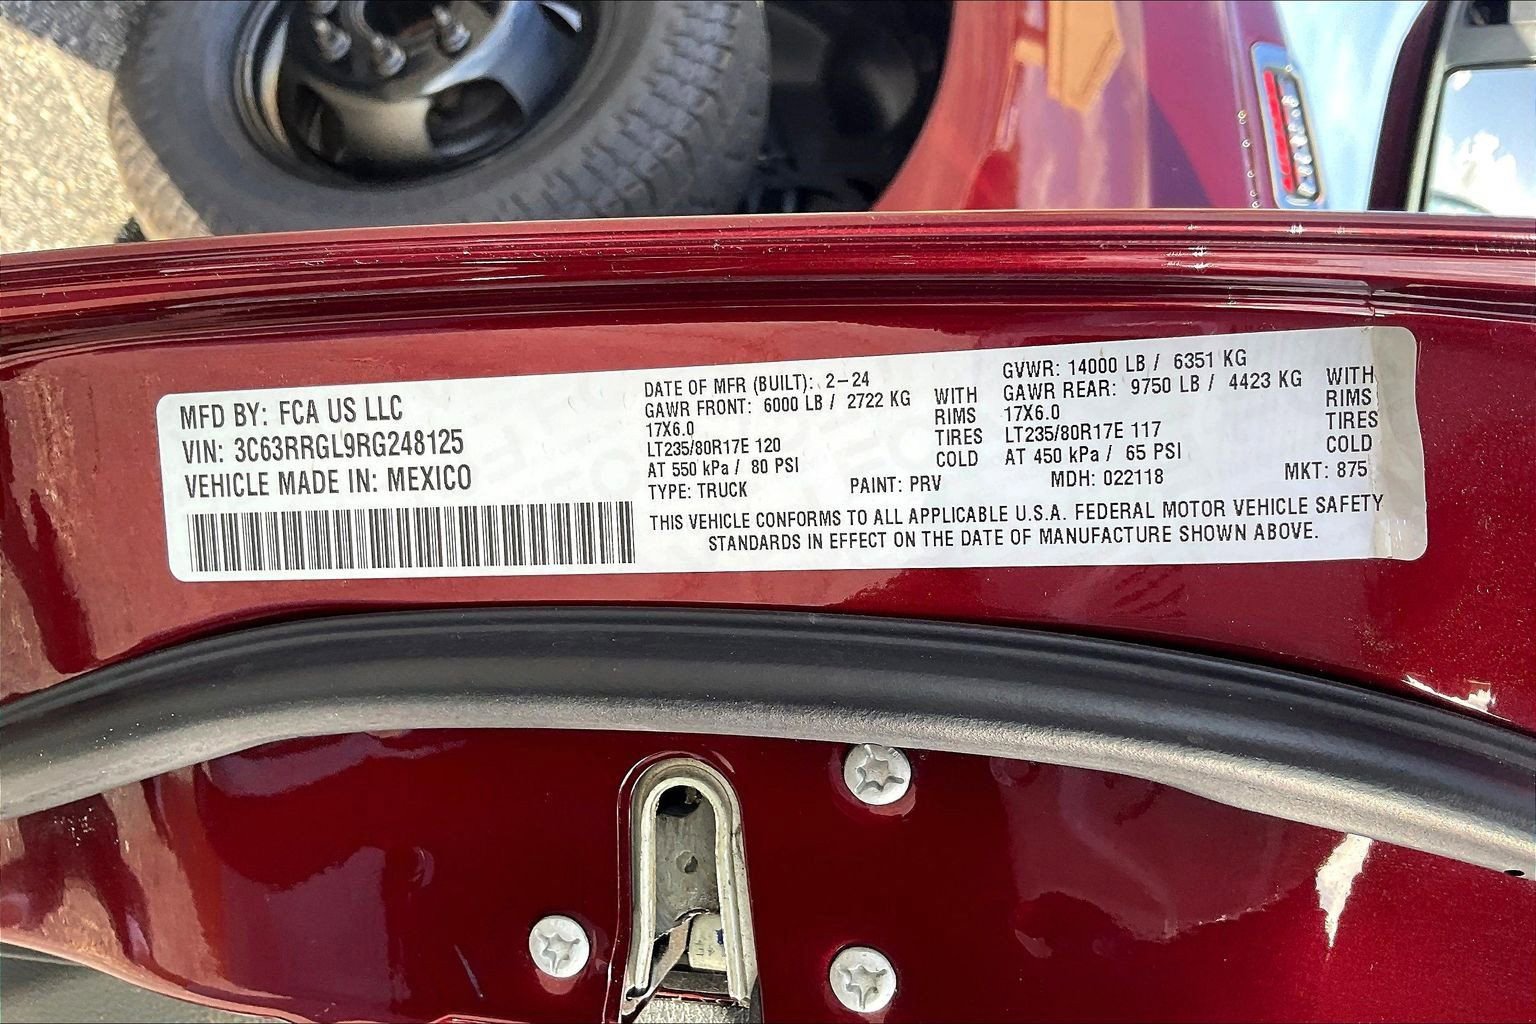 MFD BY: FCA US LLC
VIN: 3C63RRGL9RG248125
VEHICLE MADE IN: MEXICO
DATE OF MFR (BUILT): 2-24
GAWR FRONT: 6000 LB / 2722 KG WITH
17X6.0 RIMS
LT235/80R17E 120 TIRES
AT 550 kPa / 80 PSI COLD
GVWR: 14000 LB / 6351 KG
GAWR REAR: 9750 LB / 4423 KG WITH
17X6.0 RIMS
LT235/80R17E 117 TIRES
AT 450 kPa / 65 PSI COLD
TYPE: TRUCK PAINT: PRV MDH: 022118 MKT: 875
THIS VEHICLE CONFORMS TO ALL APPLICABLE U.S.A. FEDERAL MOTOR VEHICLE SAFETY
STANDARDS IN EFFECT ON THE DATE OF MANUFACTURE SHOWN ABOVE.